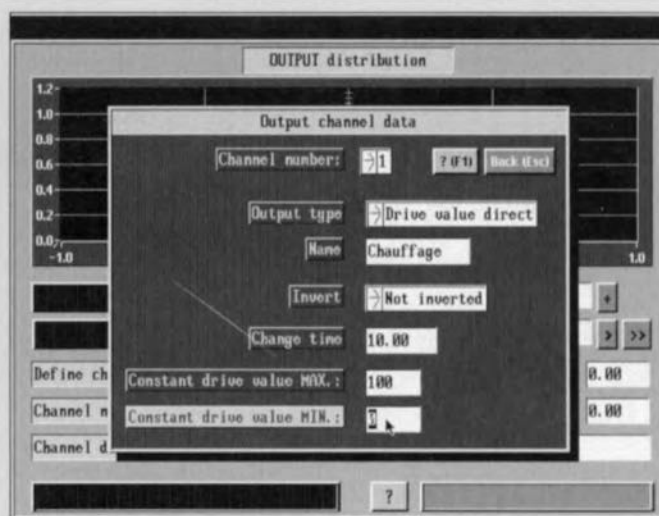 OUTPUT distribution
1.2
1.0
0.8
0.6
0.4
0.2
0.0
-1.0
1.0
Output channel data
Channel number: 1 ? (F1) Back (Esc)
Output type Drive value direct
Name Chauffage
Invert Not inverted
Change time 10.00
Constant drive value MAX.: 100
Constant drive value MIN.:
+
> >>
Define ch 0.00
Channel n 0.00
Channel d
?